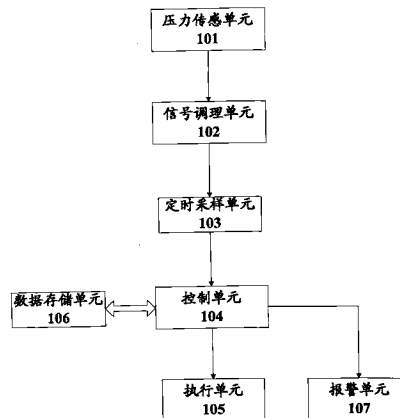 压力传感单元
101
信号调理单元
102
定时采样单元
103
数据存储单元
106
控制单元
104
执行单元
105
报警单元
107